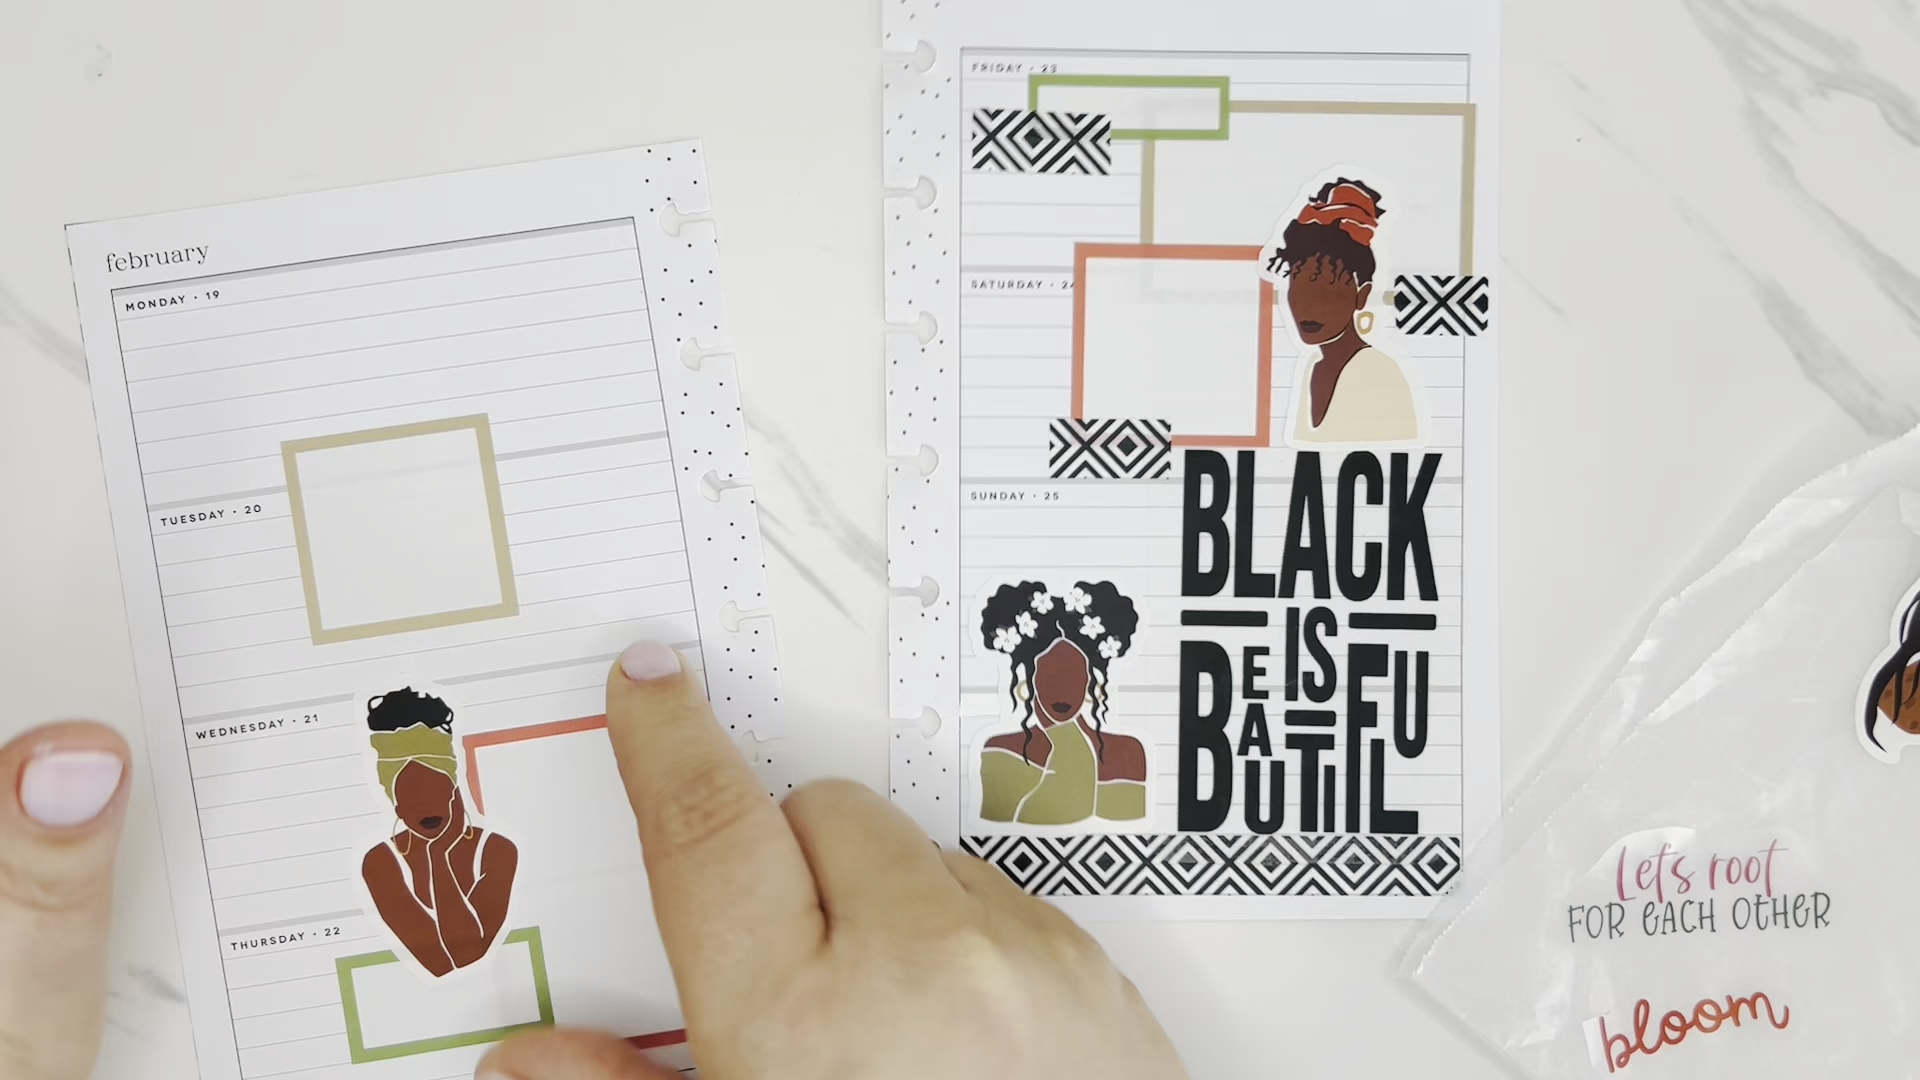 february
MONDAY · 19
TUESDAY · 20
WEDNESDAY · 21
THURSDAY · 22
FRIDAY · 23
SATURDAY · 24
SUNDAY · 25
BLACK
IS
BEAUTIFUL
Let's root
FOR EACH OTHER
bloom